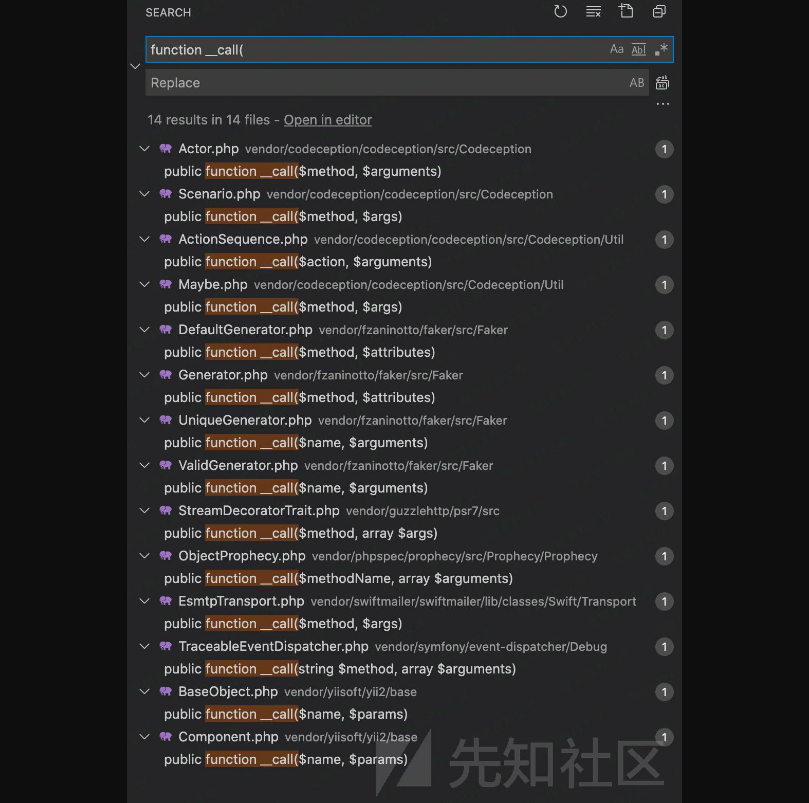 SEARCH
function __call(
Aa Abl .*
Replace
AB
14 results in 14 files - Open in editor
Actor.php vendor/codeception/codeception/src/Codeception 1
public function __call($method, $arguments)
Scenario.php vendor/codeception/codeception/src/Codeception 1
public function __call($method, $args)
ActionSequence.php vendor/codeception/codeception/src/Codeception/Util 1
public function __call($action, $arguments)
Maybe.php vendor/codeception/codeception/src/Codeception/Util 1
public function __call($method, $args)
DefaultGenerator.php vendor/fzaninotto/faker/src/Faker 1
public function __call($method, $attributes)
Generator.php vendor/fzaninotto/faker/src/Faker 1
public function __call($method, $attributes)
UniqueGenerator.php vendor/fzaninotto/faker/src/Faker 1
public function __call($name, $arguments)
ValidGenerator.php vendor/fzaninotto/faker/src/Faker 1
public function __call($name, $arguments)
StreamDecoratorTrait.php vendor/guzzlehttp/psr7/src 1
public function __call($method, array $args)
ObjectProphecy.php vendor/phpspec/prophecy/src/Prophecy/Prophecy 1
public function __call($methodName, array $arguments)
EsmtpTransport.php vendor/swiftmailer/swiftmailer/lib/classes/Swift/Transport 1
public function __call($method, $args)
TraceableEventDispatcher.php vendor/symfony/event-dispatcher/Debug 1
public function __call(string $method, array $arguments)
BaseObject.php vendor/yiisoft/yii2/base 1
public function __call($name, $params)
Component.php vendor/yiisoft/yii2/base 1
public function __call($name, $params)
先知社区